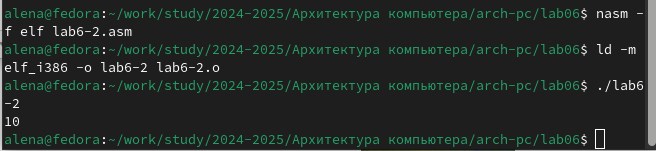 alena@fedora:~/work/study/2024-2025/Архитектура компьютера/arch-pc/lab06$ nasm -
f elf lab6-2.asm
alena@fedora:~/work/study/2024-2025/Архитектура компьютера/arch-pc/lab06$ ld -m
elf_i386 -o lab6-2 lab6-2.o
alena@fedora:~/work/study/2024-2025/Архитектура компьютера/arch-pc/lab06$ ./lab6
-2
10
alena@fedora:~/work/study/2024-2025/Архитектура компьютера/arch-pc/lab06$